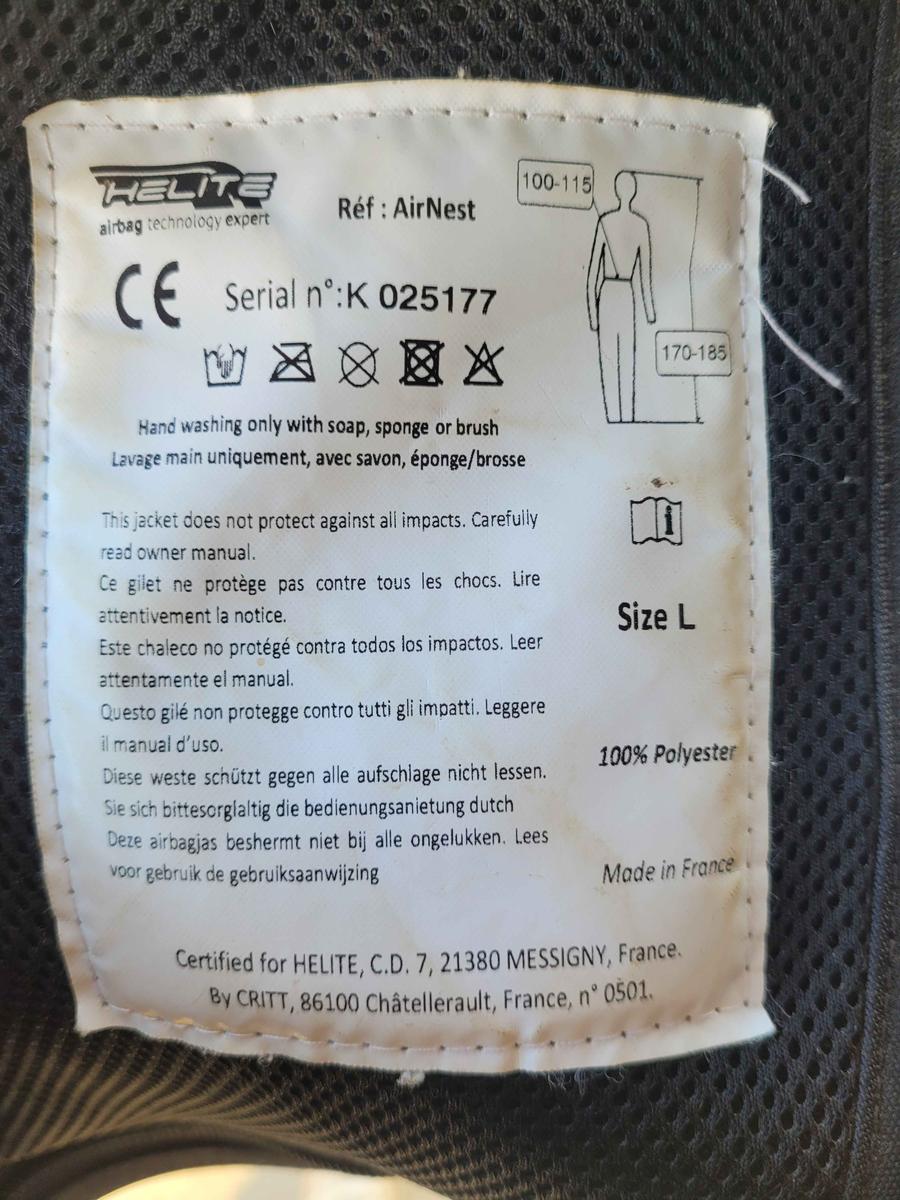 HELITE
airbag technology expert
Réf : AirNest
100-115
CE
Serial n°:K 025177
170-185
Hand washing only with soap, sponge or brush
Lavage main uniquement, avec savon, éponge/brosse
This jacket does not protect against all impacts. Carefully
read owner manual.
Ce gilet ne protège pas contre tous les chocs. Lire
attentivement la notice.
Este chaleco no protégé contra todos los impactos. Leer
attentamente el manual.
Questo gilé non protegge contro tutti gli impatti. Leggere
il manual d'uso.
Diese weste schützt gegen alle aufschlage nicht lessen.
Sie sich bittesorglaltig die bedienungsanietung dutch
Deze airbagjas beshermt niet bij alle ongelukken. Lees
voor gebruik de gebruiksaanwijzing
i
Size L
100% Polyester
Made in France
Certified for HELITE, C.D. 7, 21380 MESSIGNY, France.
By CRITT, 86100 Châtellerault, France, n° 0501.